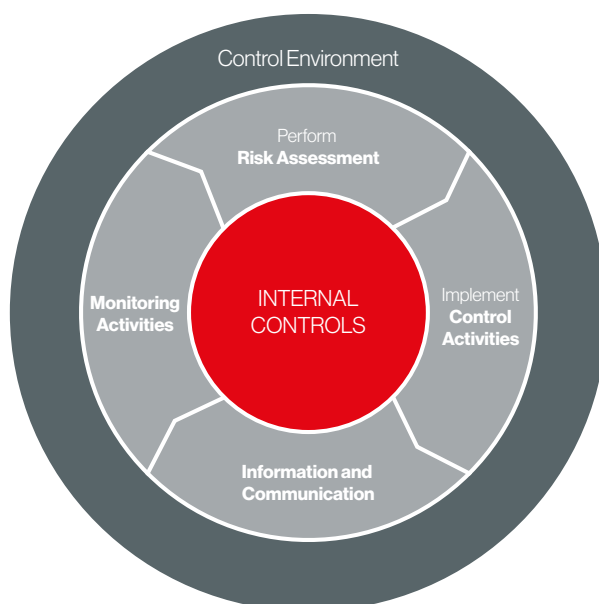 Control Environment
Perform
Risk Assessment
Monitoring
Activities
INTERNAL
CONTROLS
Implement
Control
Activities
Information and
Communication